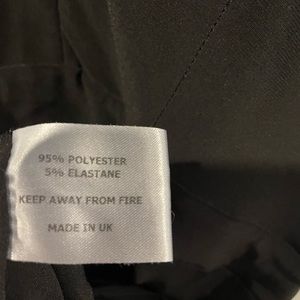 95% POLYESTER
5% ELASTANE
KEEP AWAY FROM FIRE
MADE IN UK